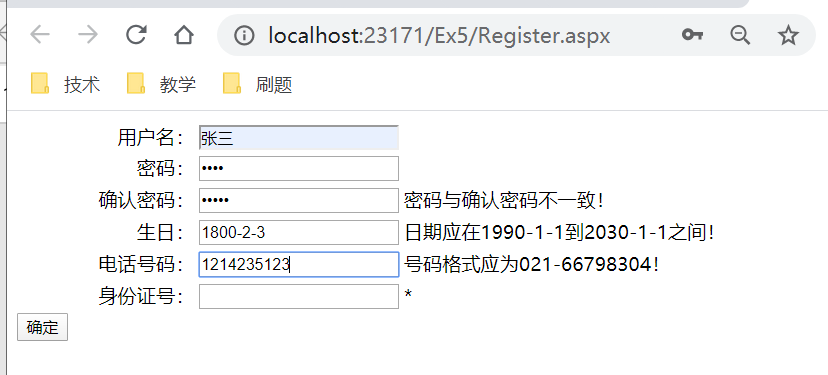 localhost:23171/Ex5/Register.aspx
技术 教学 刷题
用户名： 张三
密码： ••••
确认密码： ••••• 密码与确认密码不一致！
生日： 1800-2-3 日期应在1990-1-1到2030-1-1之间！
电话号码： 1214235123 号码格式应为021-66798304！
身份证号： *
确定